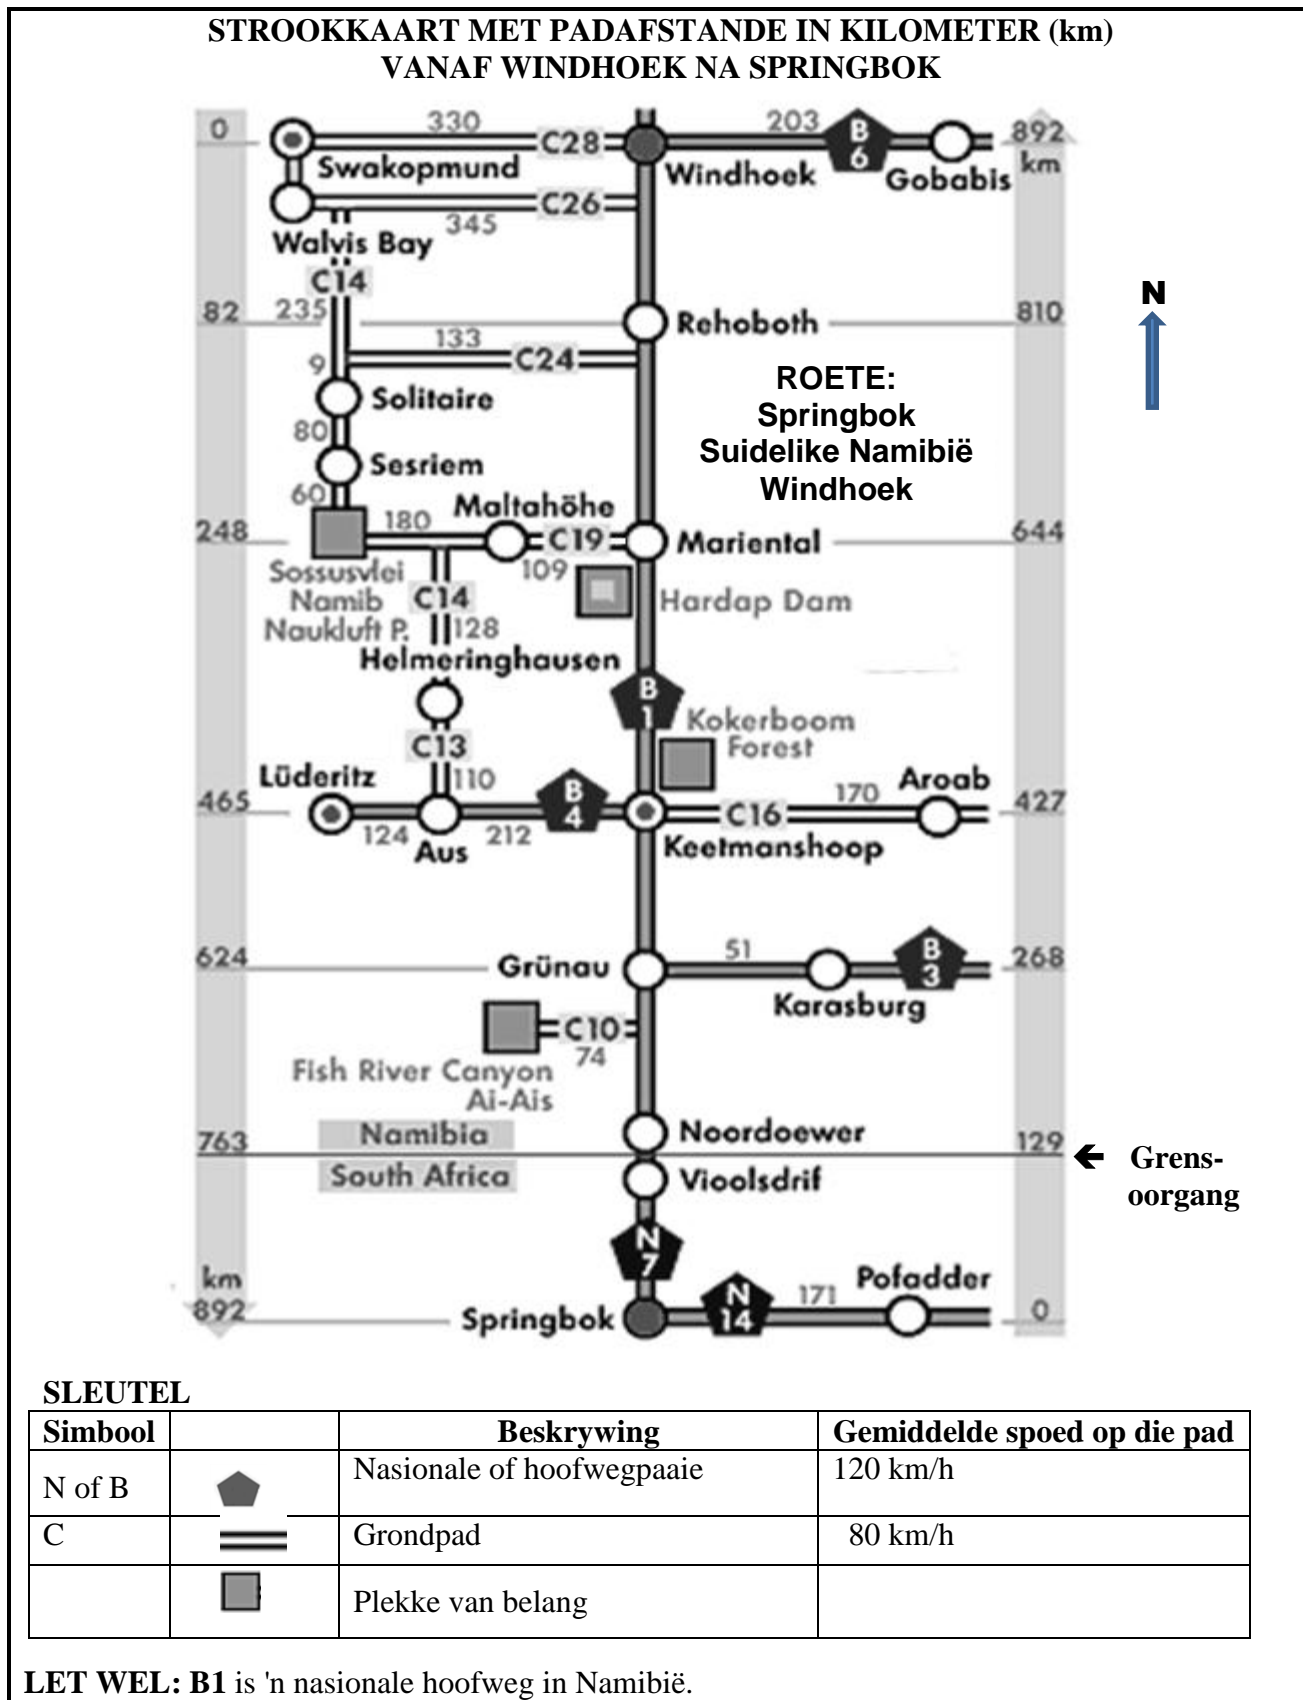 STROOKKAART MET PADAFSTANDE IN KILOMETER (km)
VANAF WINDHOEK NA SPRINGBOK
0
330
C28
203
B
6
892
km
Swakopmund
Windhoek
Gobabis
C26
345
Walvis Bay
C14
235
N
82
Rehoboth
810
133
C24
9
ROETE:
Springbok
Suidelike Namibië
Windhoek
Solitaire
80
Sesriem
60
Maltahöhe
248
180
C19
Mariental
644
109
Sossusvlei
Namib
Naukluft P.
C14
Hardap Dam
128
Helmeringhausen
B
1
Kokerboom
Forest
C13
Lüderitz
110
B
4
Aroab
465
170
427
C16
124
Aus
212
Keetmanshoop
624
Grünau
51
B
3
268
Karasburg
C10
74
Fish River Canyon
Ai-Ais
Namibia
Noordoewer
763
129
Grens-
oorgang
South Africa
Vioolsdrif
N
7
km
892
Springbok
N
14
171
Pofadder
0
SLEUTEL
Simbool Beskrywing Gemiddelde spoed op die pad
N of B Nasionale of hoofwegpaaie 120 km/h
C Grondpad 80 km/h
Plekke van belang
LET WEL: B1 is 'n nasionale hoofweg in Namibië.